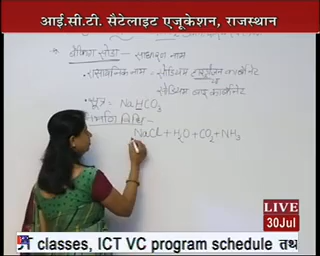 आई.सी.टी. सैटेलाइट एजूकेशन, राजस्थान
बेकिंग सोडा – साधारण नाम
रासायनिक नाम – सोडियम हाइड्रोजन कार्बोनेट
या
सोडियम बाई कार्बोनेट
सूत्र = NaHCO3
निर्माण विधि –
NaCl + H2O + CO2 + NH3
LIVE
30Jul
classes, ICT VC program schedule तथ